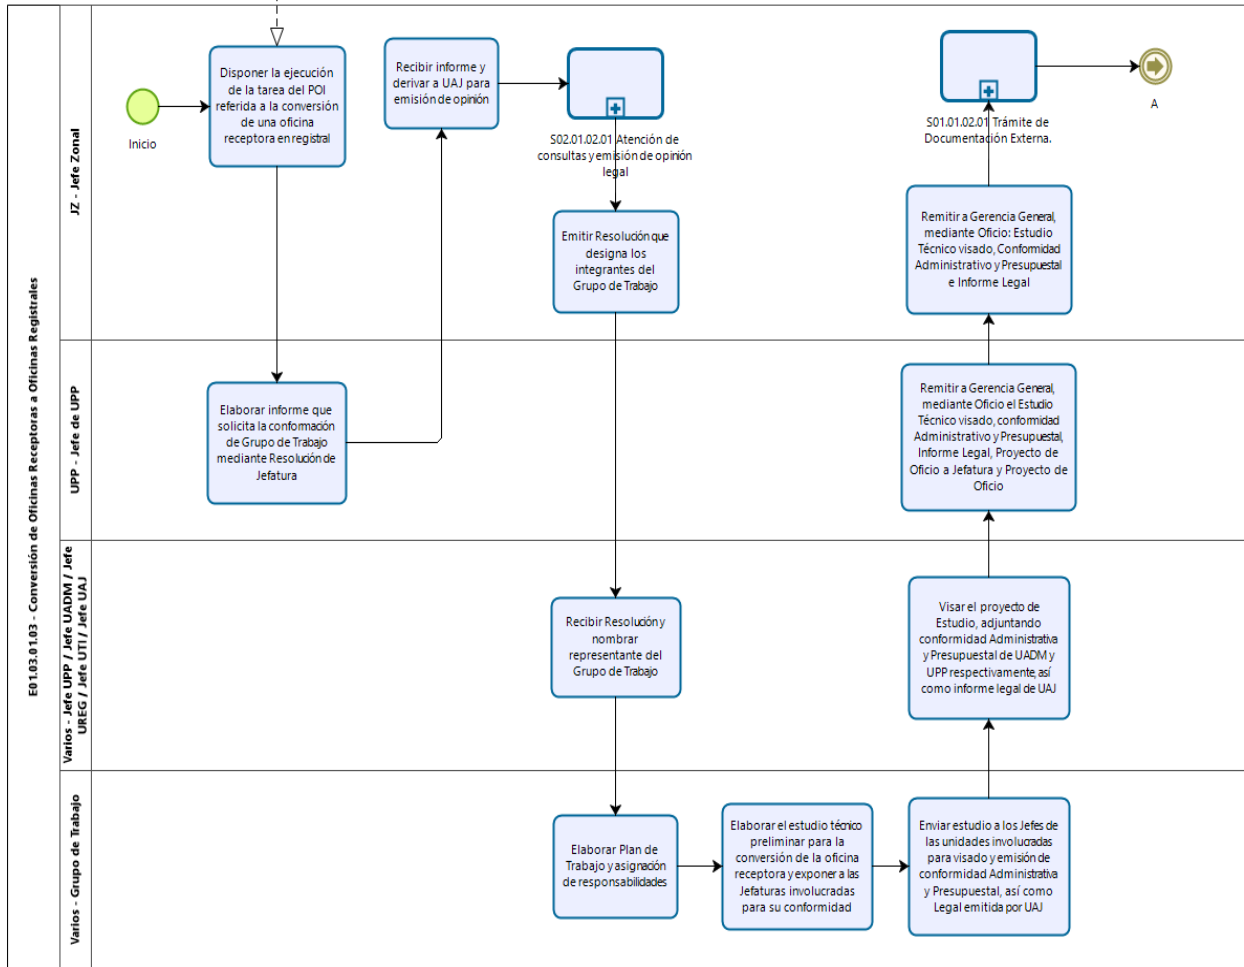 E01.03.01.03 - Conversión de Oficinas Receptoras a Oficinas Registrales
JZ - Jefe Zonal
Inicio
Disponer la ejecución
de la tarea del POI
referida a la conversión
de una oficina
receptora en registral
Recibir informe y
derivar a UAJ para
emisión de opinión
S02.01.02.01 Atención de
consultas y emisión de opinión
legal
Emitir Resolución que
designa los
integrantes del
Grupo de Trabajo
S01.01.02.01 Trámite de
Documentación Externa.
A
Remitir a Gerencia General,
mediante Oficio: Estudio
Técnico visado, Conformidad
Administrativo y Presupuestal
e Informe Legal
UPP - Jefe de UPP
Elaborar informe que
solicita la conformación
de Grupo de Trabajo
mediante Resolución de
Jefatura
Remitir a Gerencia General,
mediante Oficio el Estudio
Técnico visado, conformidad
Administrativo y Presupuestal,
Informe Legal, Proyecto de
Oficio a Jefatura y Proyecto de
Oficio
Varios - Jefe UPP / Jefe UADM / Jefe
UREG / Jefe UTI / Jefe UAJ
Recibir Resolución y
nombrar
representante del
Grupo de Trabajo
Visar el proyecto de
Estudio, adjuntando
conformidad Administrativa
y Presupuestal de UADM y
UPP respectivamente, así
como informe legal de UAJ
Varios - Grupo de Trabajo
Elaborar Plan de
Trabajo y asignación
de responsabilidades
Elaborar el estudio técnico
preliminar para la
conversión de la oficina
receptora y exponer a las
Jefaturas involucradas
para su conformidad
Enviar estudio a los Jefes de
las unidades involucradas
para visado y emisión de
conformidad Administrativa
y Presupuestal, así como
Legal emitida por UAJ